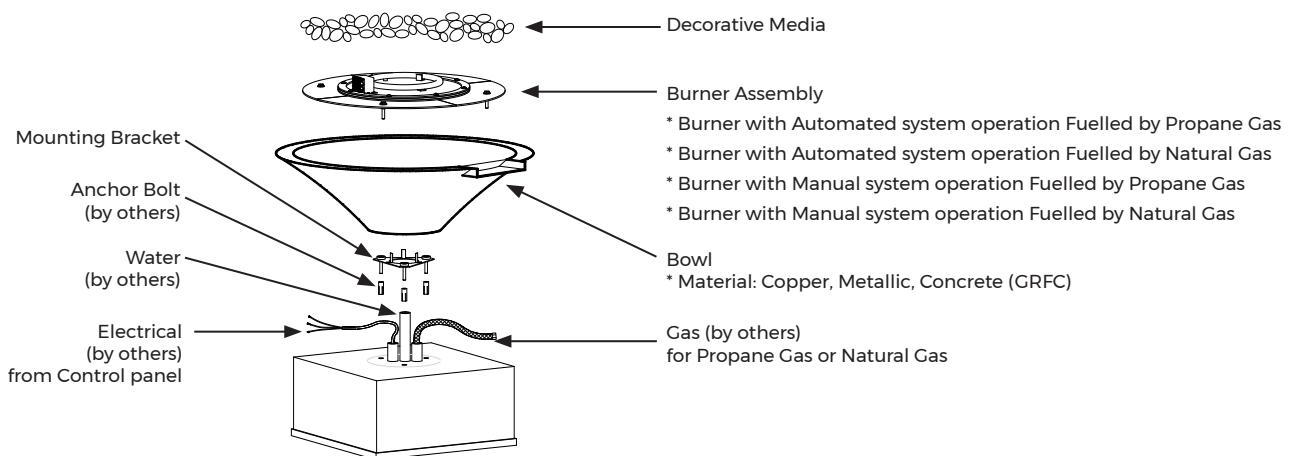 Decorative Media
Burner Assembly
* Burner with Automated system operation Fuelled by Propane Gas
* Burner with Automated system operation Fuelled by Natural Gas
* Burner with Manual system operation Fuelled by Propane Gas
* Burner with Manual system operation Fuelled by Natural Gas
Mounting Bracket
Anchor Bolt
(by others)
Water
(by others)
Electrical
(by others)
from Control panel
Bowl
* Material: Copper, Metallic, Concrete (GRFC)
Gas (by others)
for Propane Gas or Natural Gas